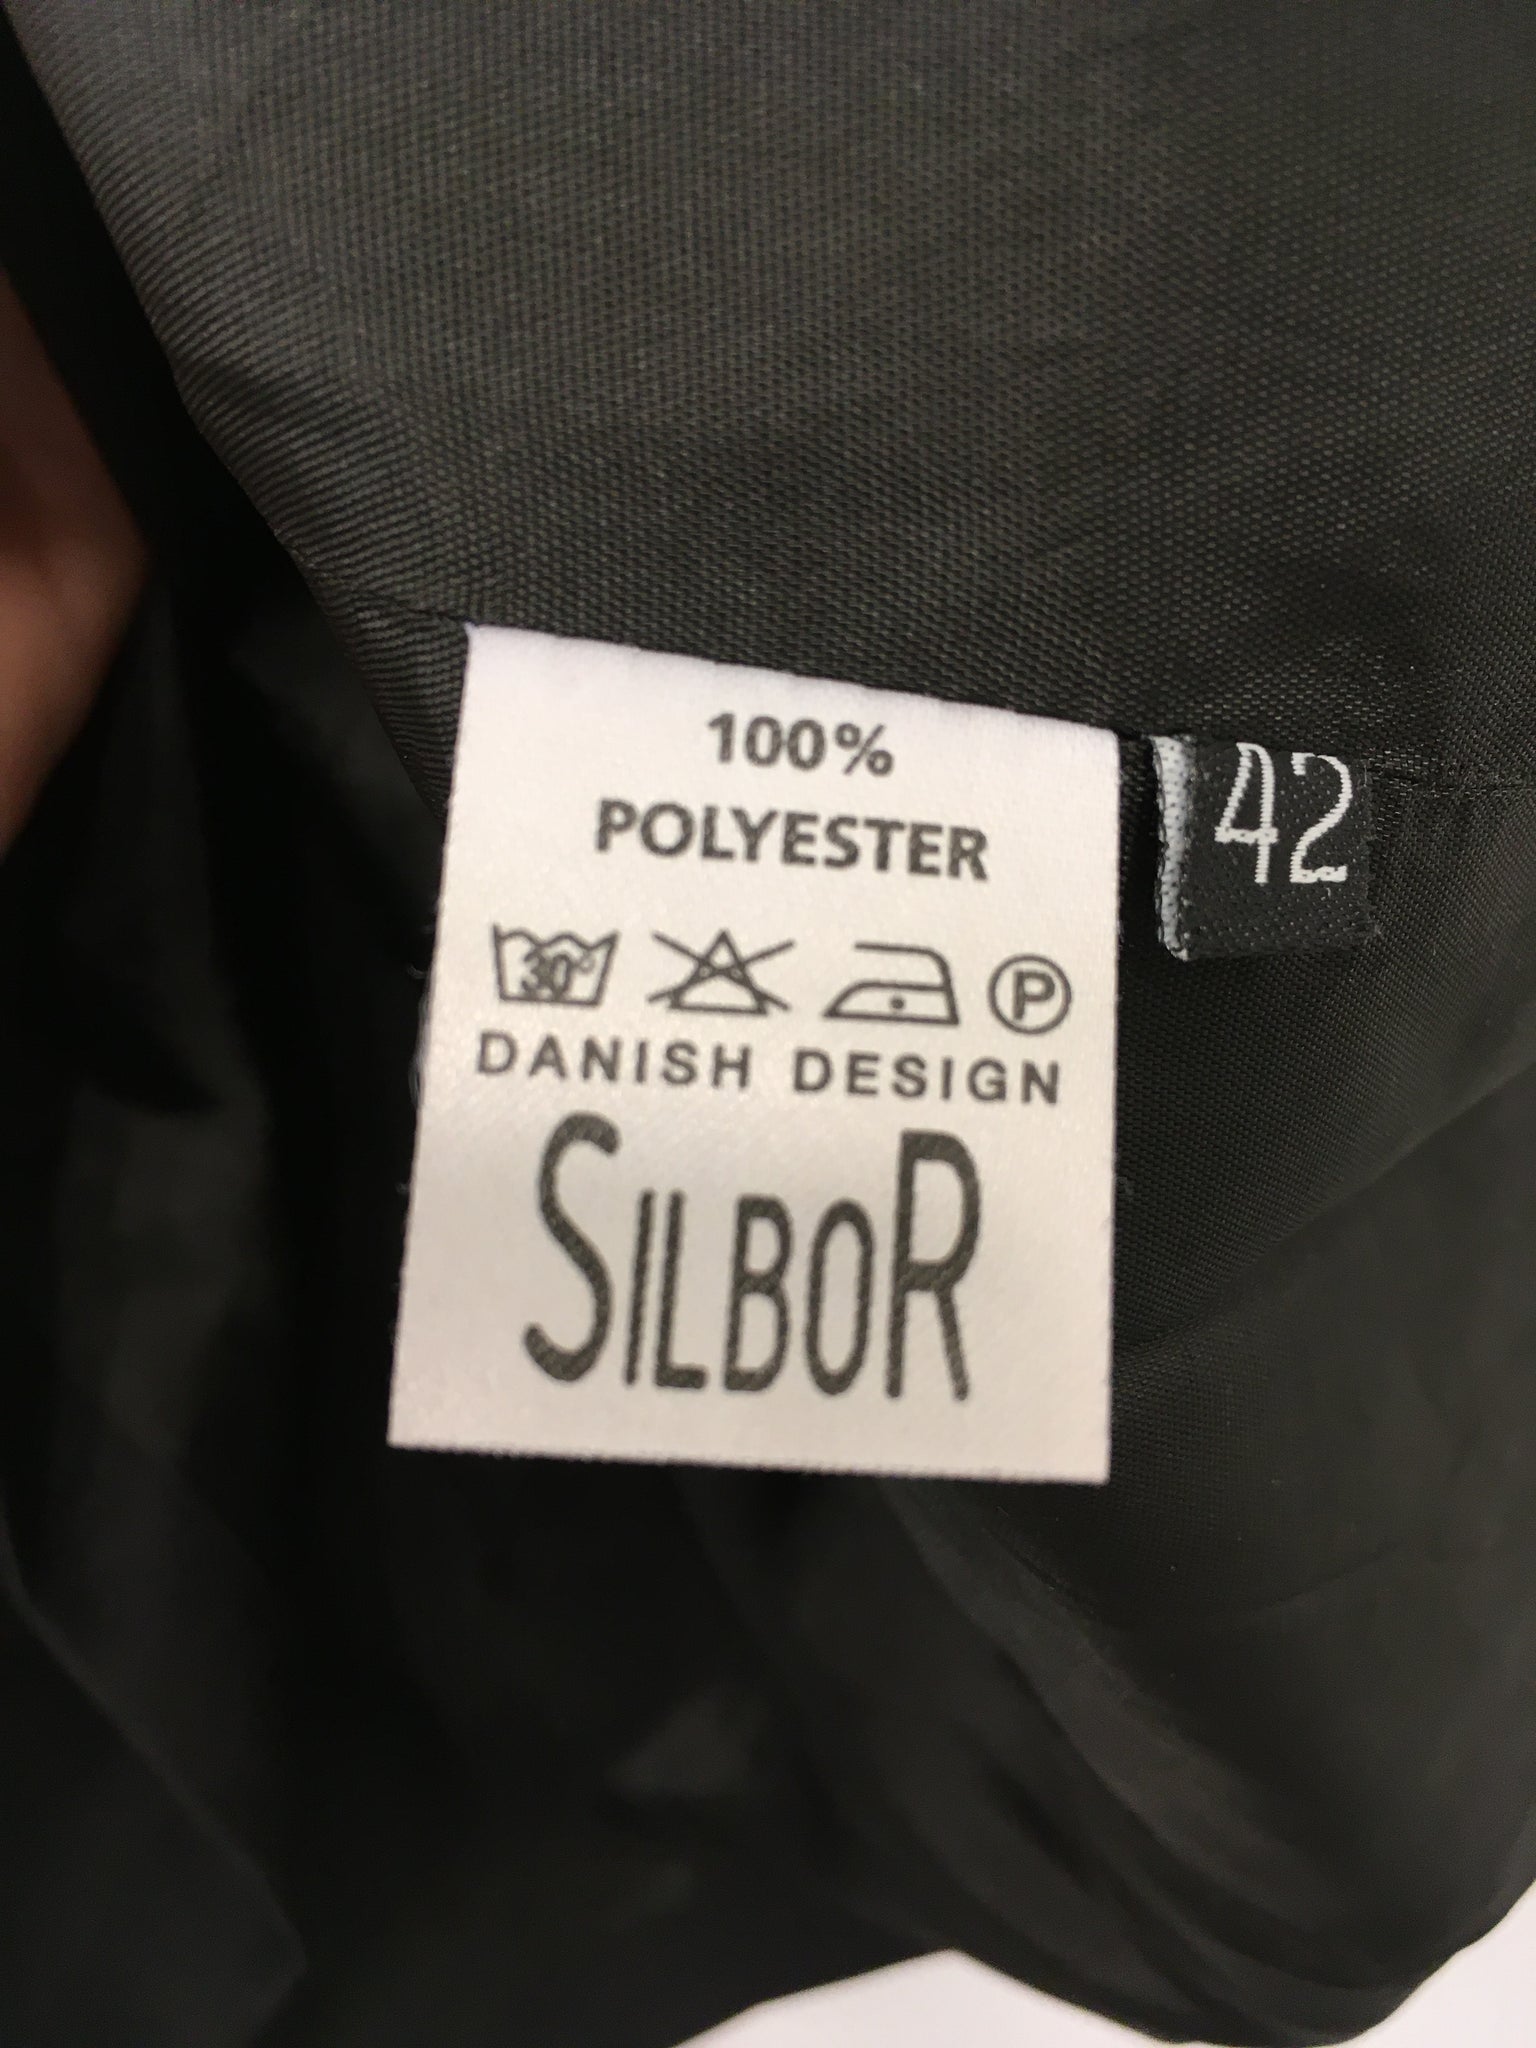 100%
POLYESTER
42
30°
P
DANISH DESIGN
SILBOR